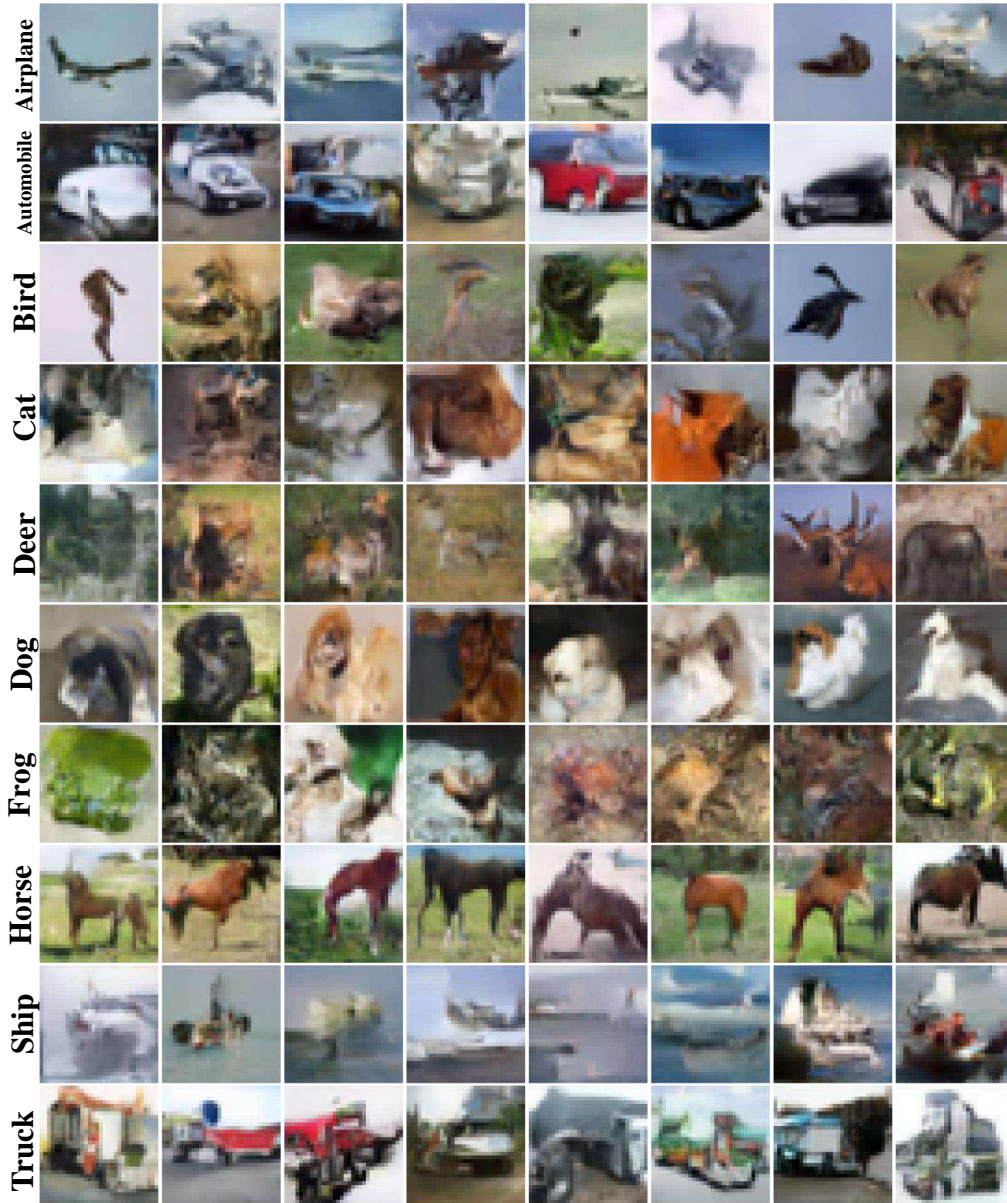 Airplane
Automobile
Bird
Cat
Deer
Dog
Frog
Horse
Ship
Truck